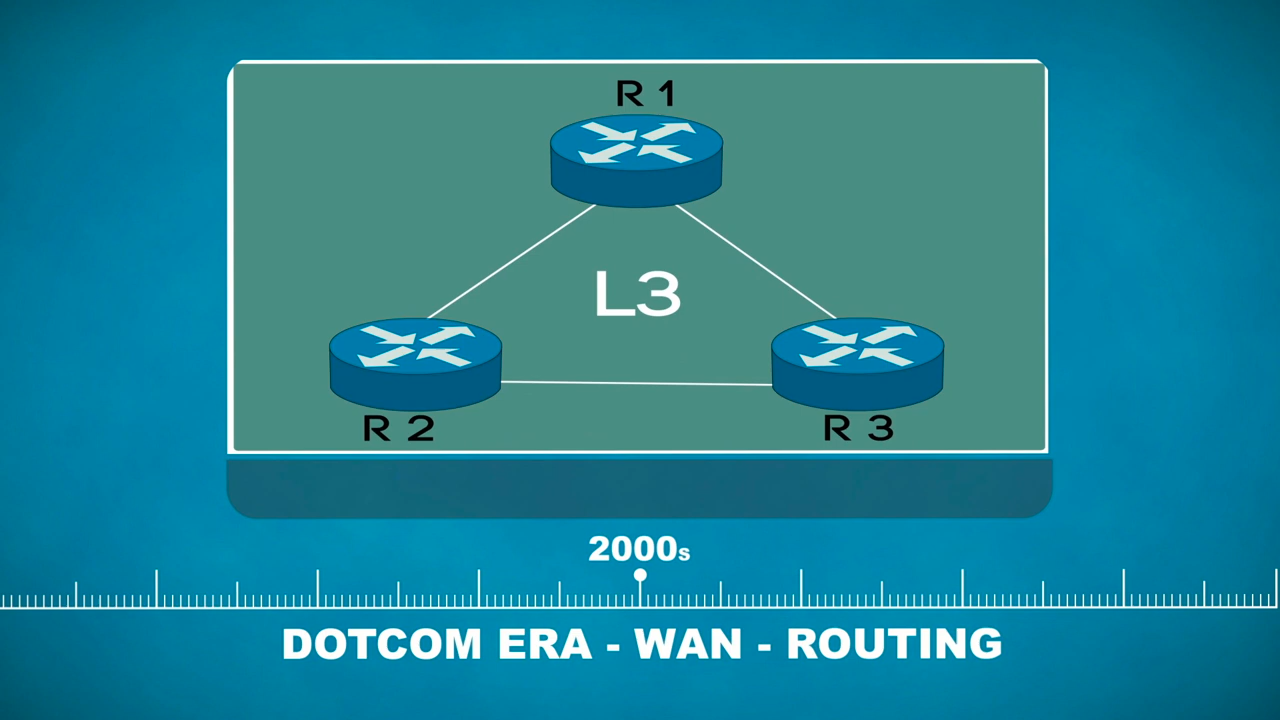 R 1
L3
R 2
R 3
2000s
DOTCOM ERA - WAN - ROUTING